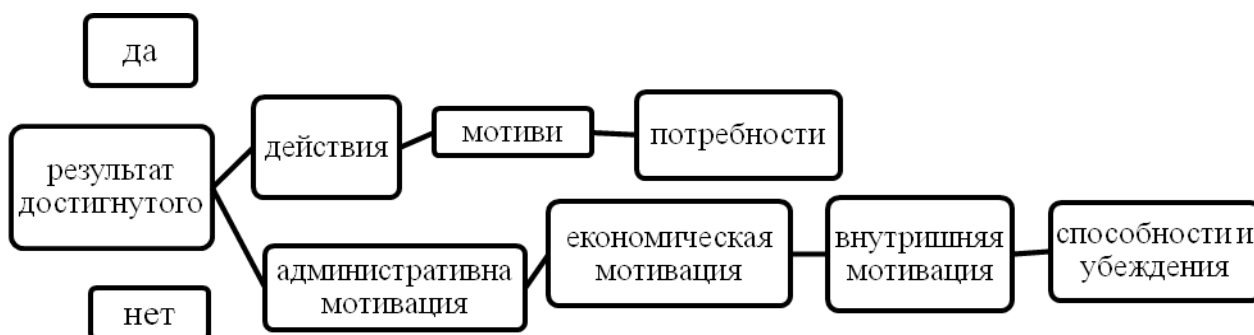 да
результат
достигнутого
действия
мотиви
потребности
административна
мотивация
економическая
мотивация
внутришняя
мотивация
способности и
убеждения
нет